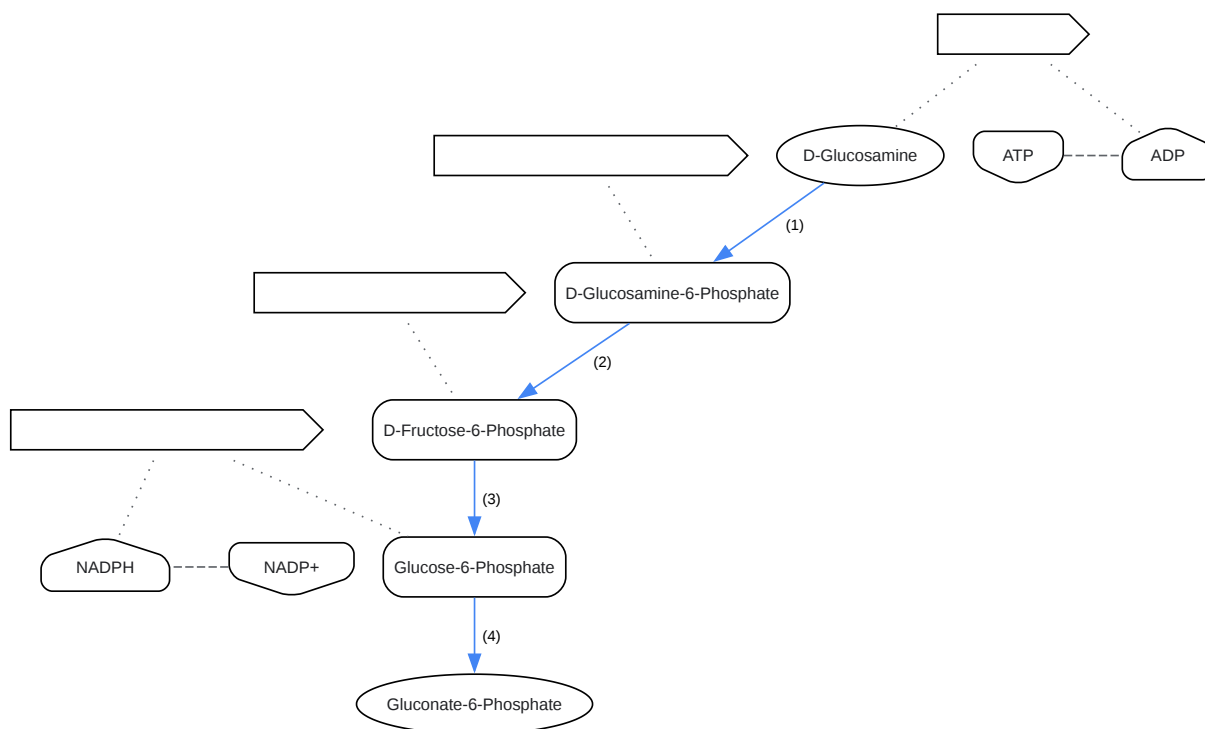 D-Glucosamine
ATP
ADP
(1)
D-Glucosamine-6-Phosphate
(2)
D-Fructose-6-Phosphate
(3)
NADPH
NADP+
Glucose-6-Phosphate
(4)
Gluconate-6-Phosphate